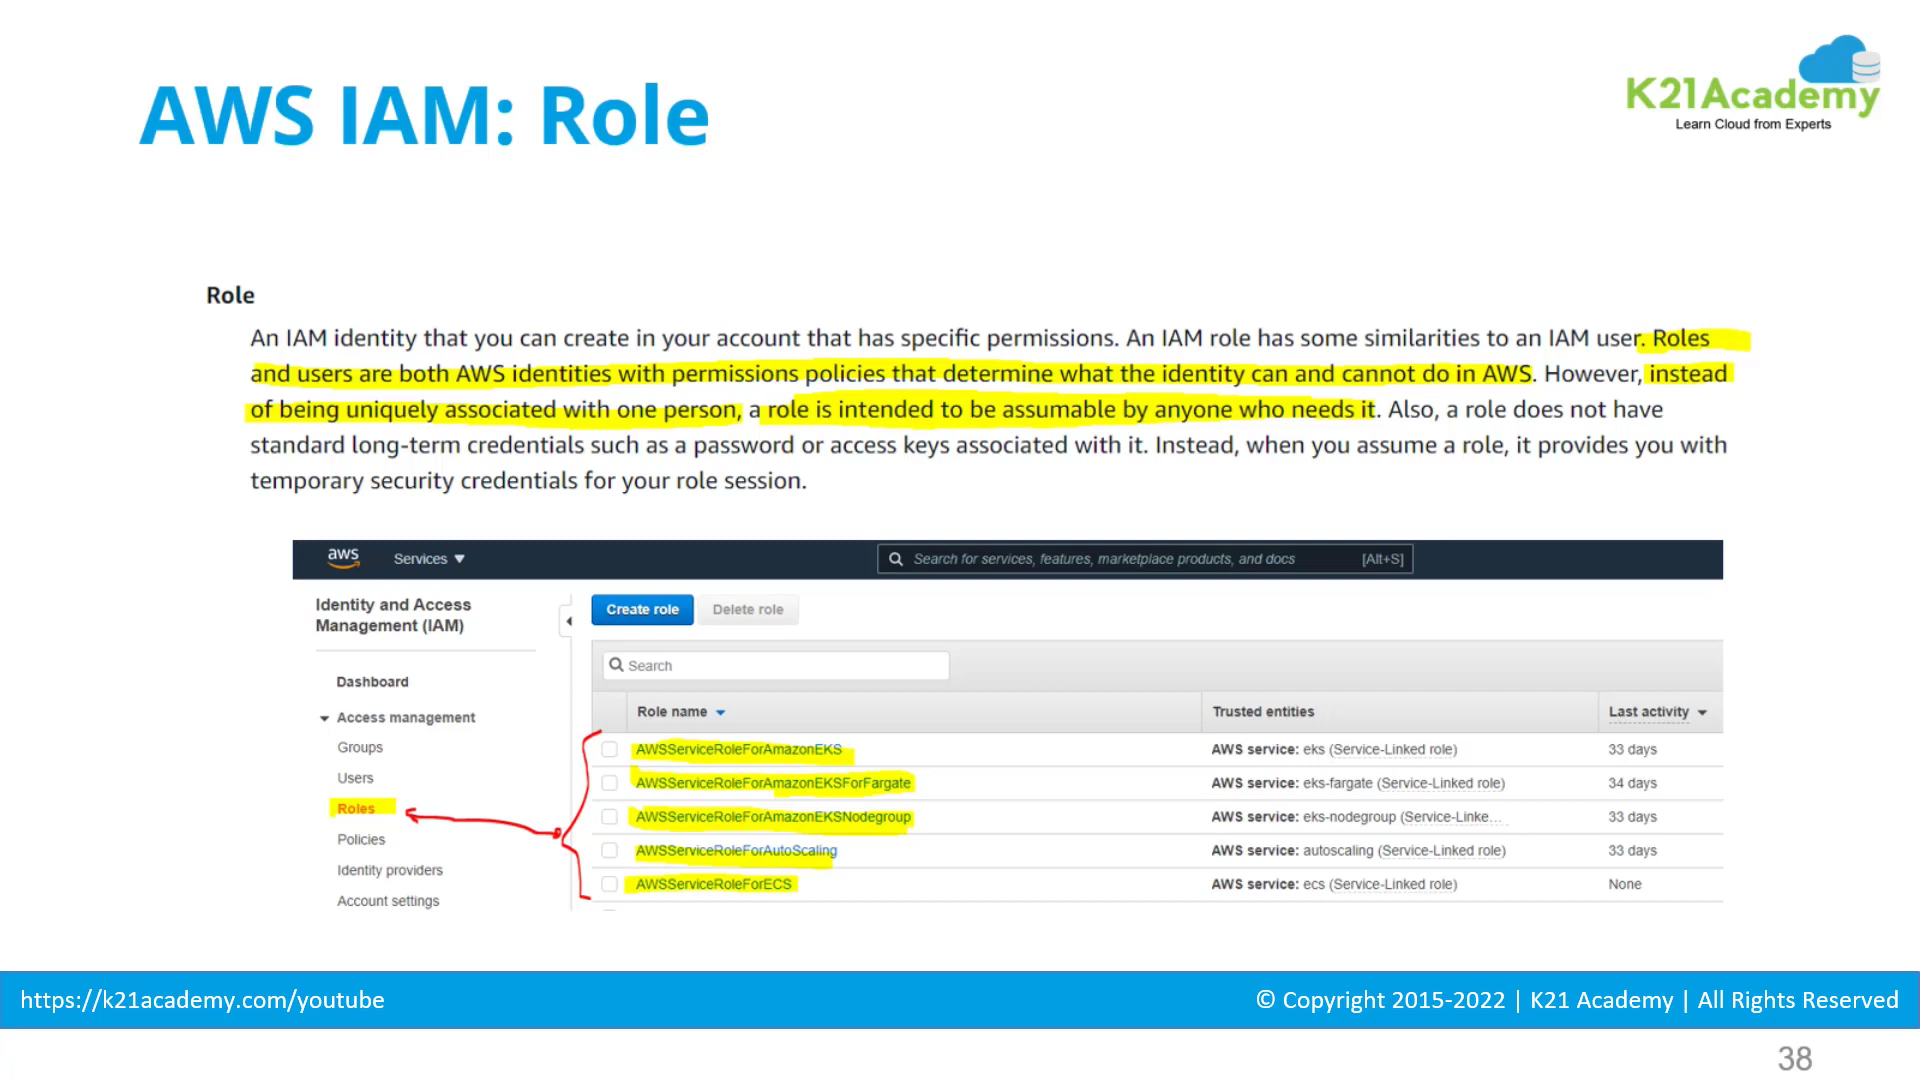 AWS IAM: Role
K21Academy
Learn Cloud from Experts
Role
An IAM identity that you can create in your account that has specific permissions. An IAM role has some similarities to an IAM user. Roles
and users are both AWS identities with permissions policies that determine what the identity can and cannot do in AWS. However, instead
of being uniquely associated with one person, a role is intended to be assumable by anyone who needs it. Also, a role does not have
standard long-term credentials such as a password or access keys associated with it. Instead, when you assume a role, it provides you with
temporary security credentials for your role session.
aws Services Search for services, features, marketplace products, and docs [Alt+S]
Identity and Access
Management (IAM)
Dashboard
Access management
Groups
Users
Roles
Policies
Identity providers
Account settings
Create role Delete role
Search
Role name Trusted entities Last activity
AWSServiceRoleForAmazonEKS AWS service: eks (Service-Linked role) 33 days
AWSServiceRoleForAmazonEKSForFargate AWS service: eks-fargate (Service-Linked role) 34 days
AWSServiceRoleForAmazonEKSNodegroup AWS service: eks-nodegroup (Service-Linke... 33 days
AWSServiceRoleForAutoScaling AWS service: autoscaling (Service-Linked role) 33 days
AWSServiceRoleForECS AWS service: ecs (Service-Linked role) None
https://k21academy.com/youtube
© Copyright 2015-2022 | K21 Academy | All Rights Reserved
38